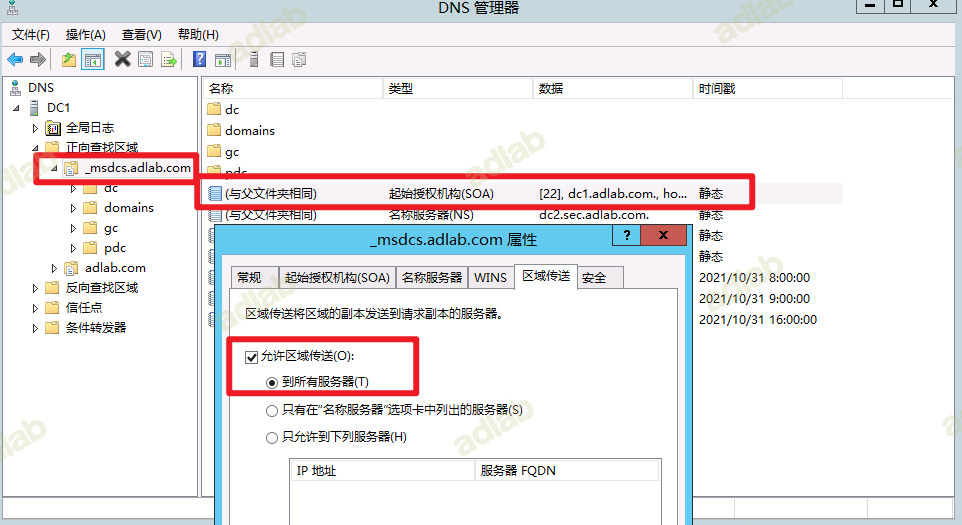 DNS 管理器
文件(F) 操作(A) 查看(V) 帮助(H)
DNS
DC1
全局日志
正向查找区域
_msdcs.adlab.com
dc
domains
gc
pdc
adlab.com
反向查找区域
信任点
条件转发器
名称 类型 数据 时间戳
dc
domains
gc
pdc
(与父文件夹相同) 起始授权机构(SOA) [22], dc1.adlab.com., ho... 静态
(与父文件夹相同) 名称服务器(NS) dc2.sec.adlab.com. 静态
静态
静态
2021/10/31 8:00:00
2021/10/31 9:00:00
2021/10/31 16:00:00
_msdcs.adlab.com 属性
? x
常规 起始授权机构(SOA) 名称服务器 WINS 区域传送 安全
区域传送将区域的副本发送到请求副本的服务器。
允许区域传送(O):
到所有服务器(T)
只有在"名称服务器"选项卡中列出的服务器(S)
只允许到下列服务器(H)
IP 地址 服务器 FQDN
adlab
adlab
adlab
adlab
adlab
adlab
adlab
adlab